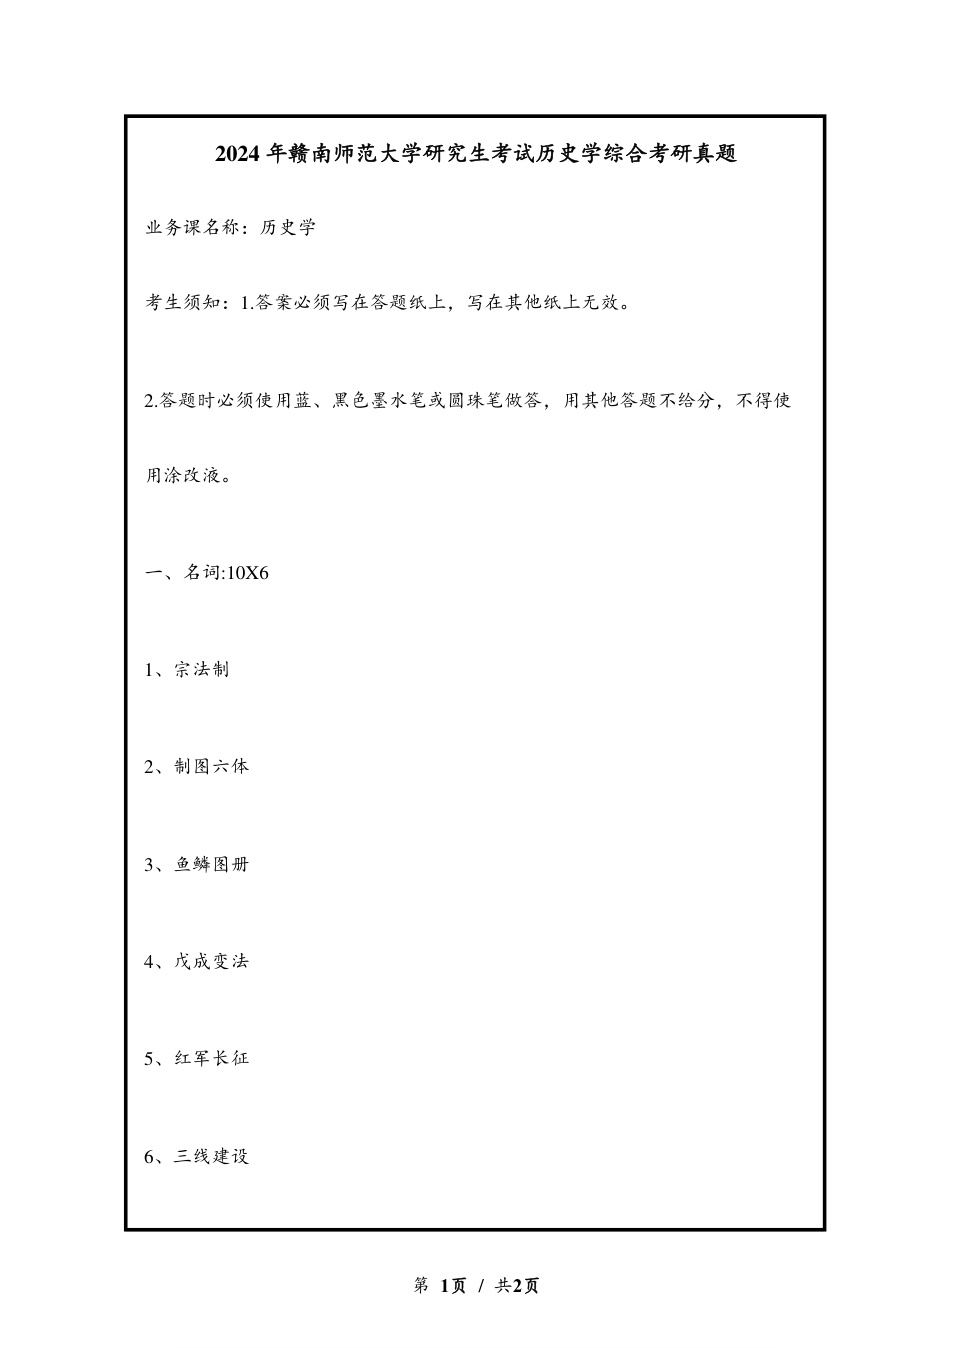 2024 年赣南师范大学研究生考试历史学综合考研真题
业务课名称：历史学
考生须知：1.答案必须写在答题纸上，写在其他纸上无效。
2.答题时必须使用蓝、黑色墨水笔或圆珠笔做答，用其他答题不给分，不得使
用涂改液。
一、名词:10X6
1、宗法制
2、制图六体
3、鱼鳞图册
4、戊成变法
5、红军长征
6、三线建设
第 1页 / 共2页